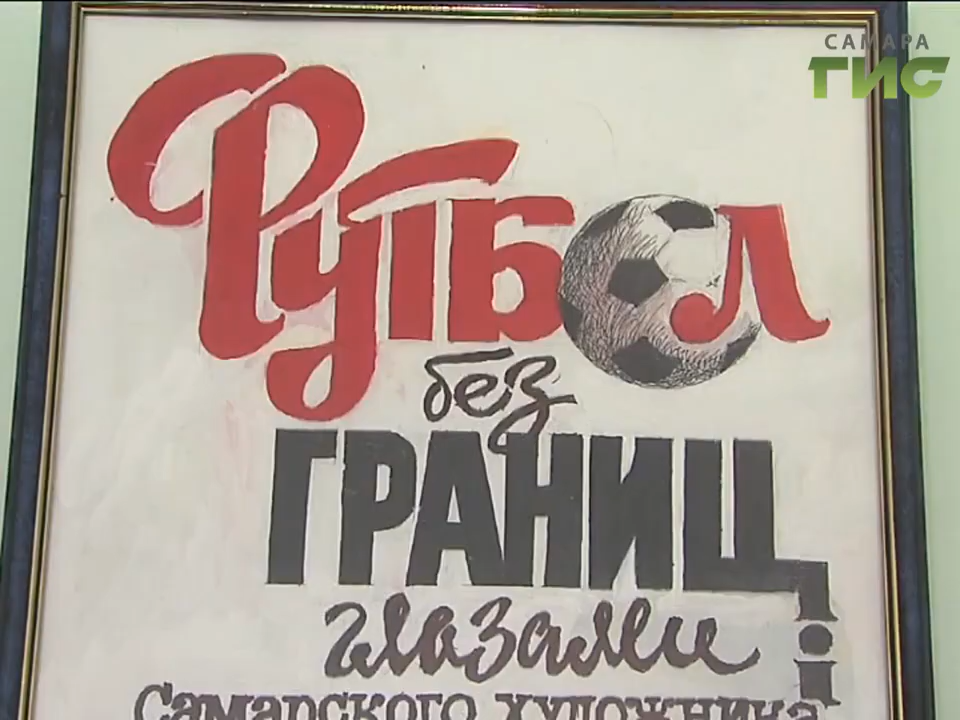 САМАРА
ГИС
Футбол
без
ГРАНИЦ
глазами
Самарского художника